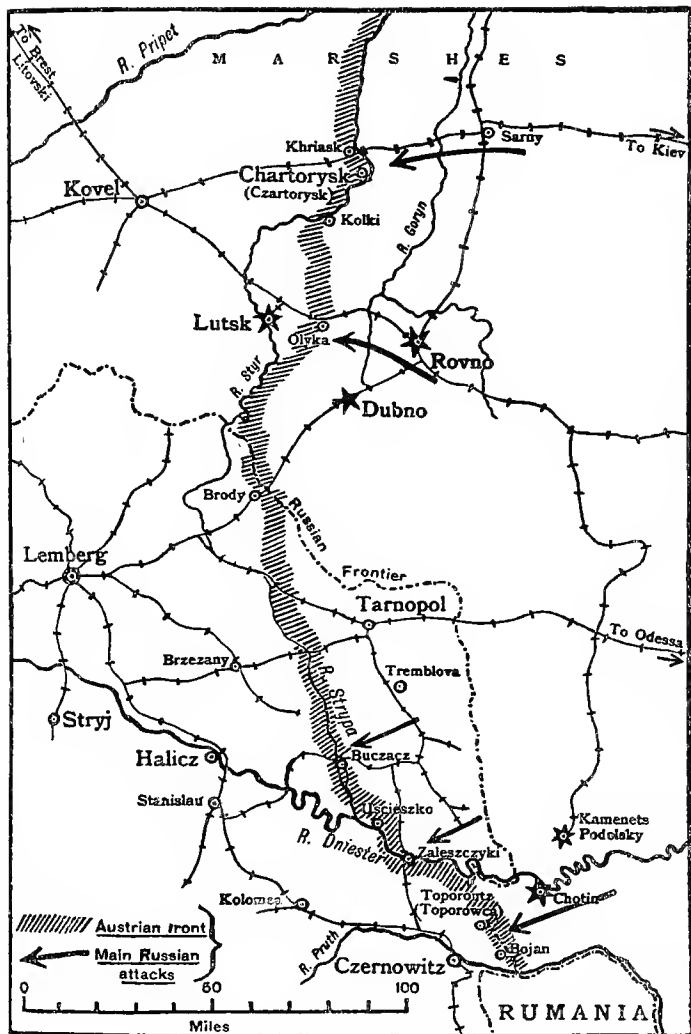 To Brest
Litovski
R. Pripet
M A R S H E S
Khriask
Sarny
To Kiev
Chartorysk
(Czartorysk)
Kovel
Kolki
R. Goryn
Lutsk
Olyka
Rovno
R. Styr
Dubno
Brody
Russian
Frontier
Lemberg
Tarnopol
To Odessa
Brzezany
Tremblova
R. Strypa
Stryj
Halicz
Buczacz
Stanislau
Uscieszko
Kamenets
Podolsky
R. Dniester
Zaleszczyki
Chotin
Kolomea
Toporoutz
(Toporowce)
Austrian front
Main Russian
attacks
R. Pruth
Bojan
Czernowitz
0 50 100
Miles
RUMANIA